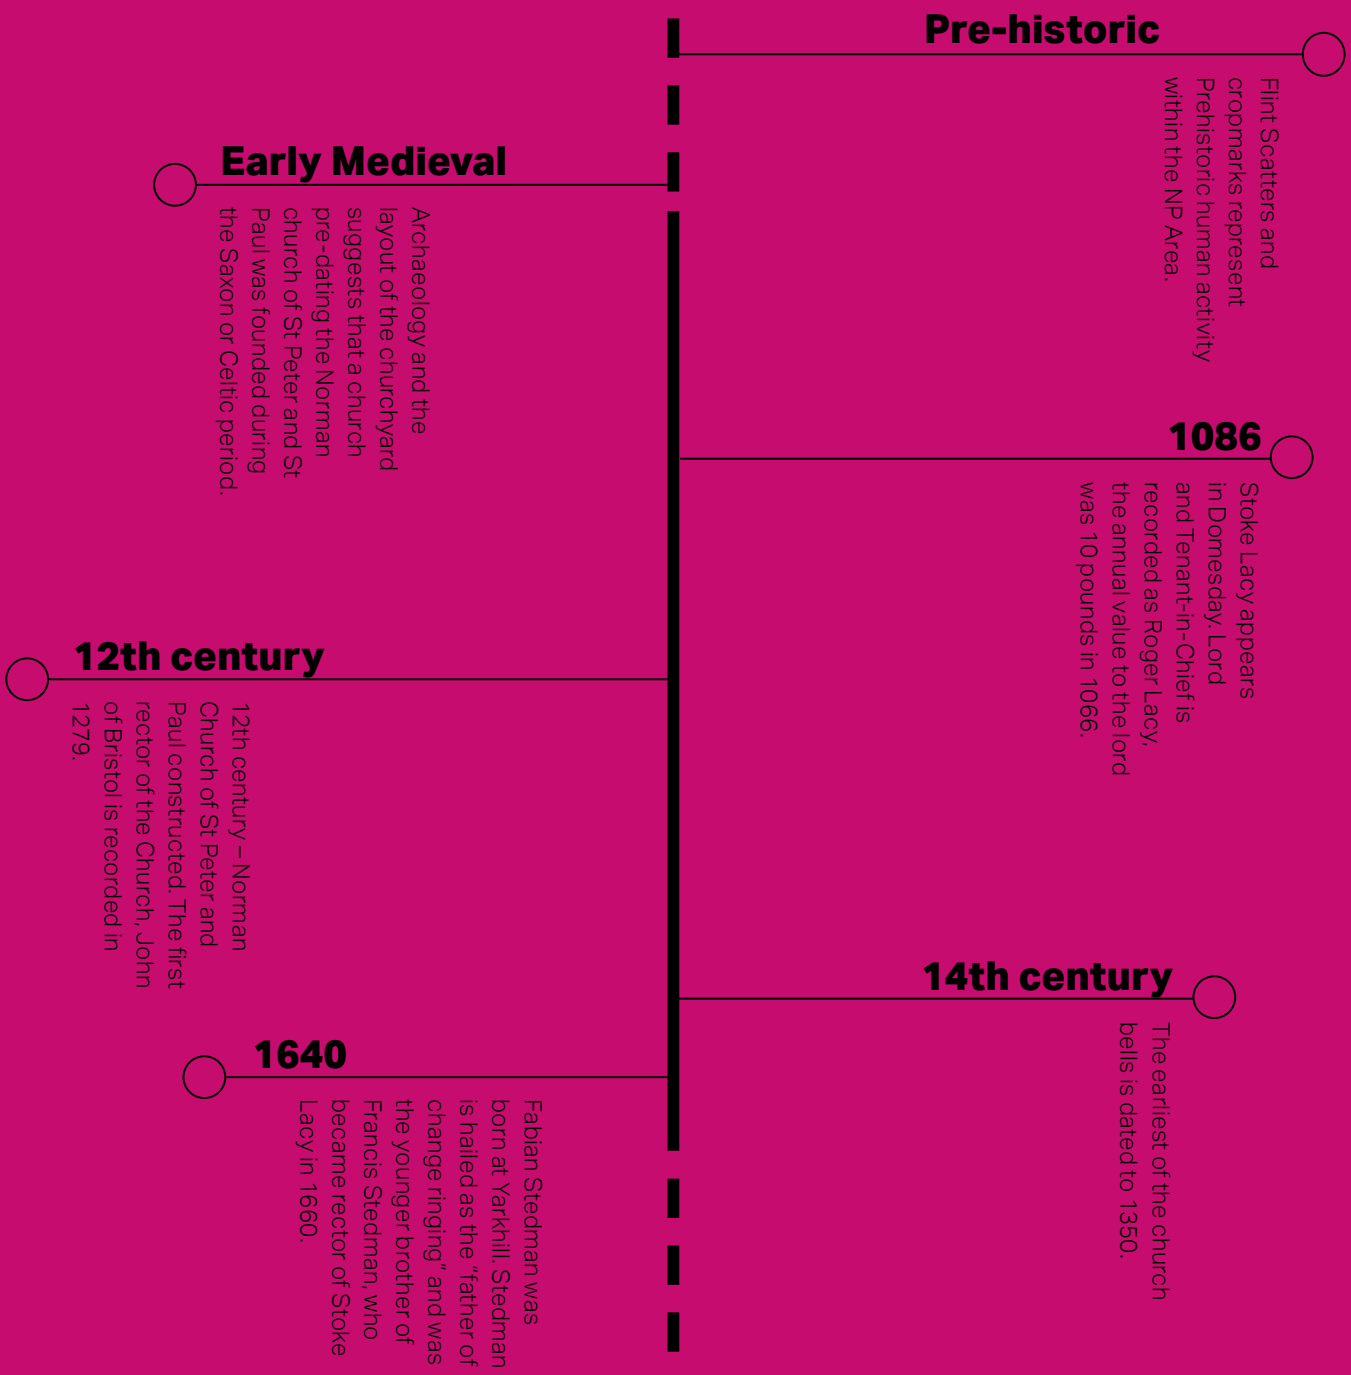 Pre-historic
Flint Scatters and
cropmarks represent
Prehistoric human activity
within the NP Area.
Early Medieval
Archaeology and the
layout of the churchyard
suggests that a church
pre-dating the Norman
church of St Peter and St
Paul was founded during
the Saxon or Celtic period.
1086
Stoke Lacy appears
in Domesday. Lord
and Tenant-in-Chief is
recorded as Roger Lacy,
the annual value to the lord
was 10 pounds in 1066.
12th century
12th century – Norman
Church of St Peter and
Paul constructed. The first
rector of the Church, John
of Bristol is recorded in
1279.
14th century
The earliest of the church
bells is dated to 1350.
1640
Fabian Stedman was
born at Yarkhill. Stedman
is hailed as the “father of
change ringing” and was
the younger brother of
Francis Stedman, who
became rector of Stoke
Lacy in 1660.